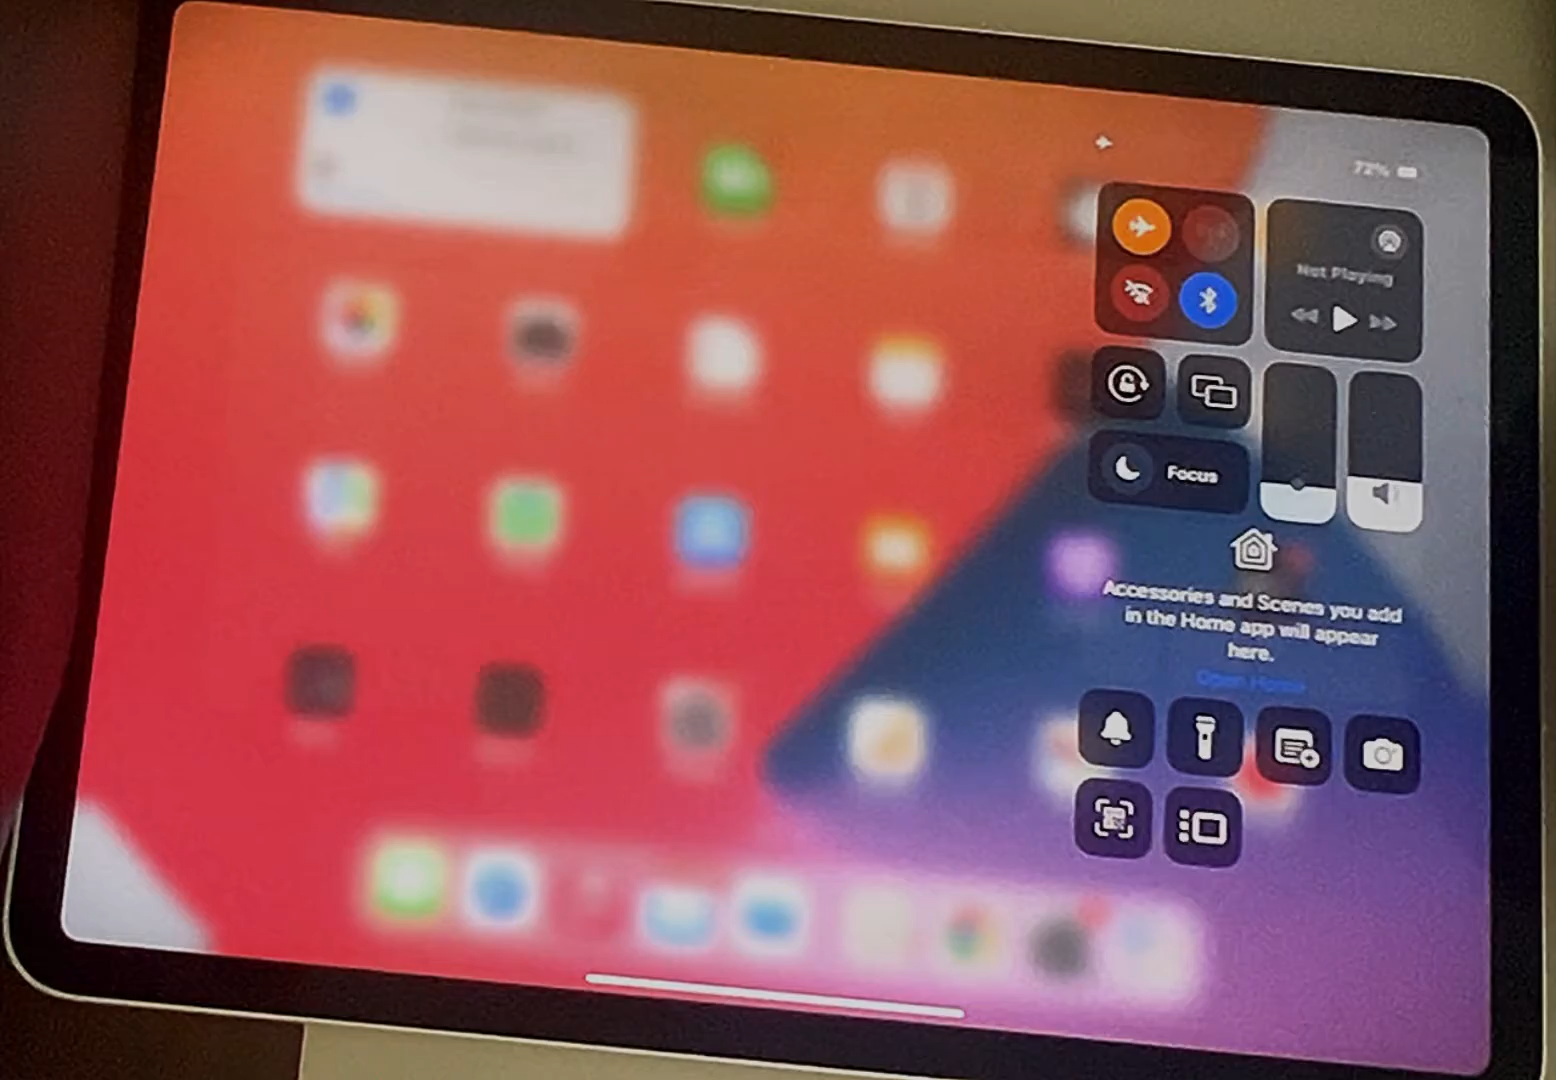 72%
Not Playing
Focus
Accessories and Scenes you add
in the Home app will appear
here.
Open Home